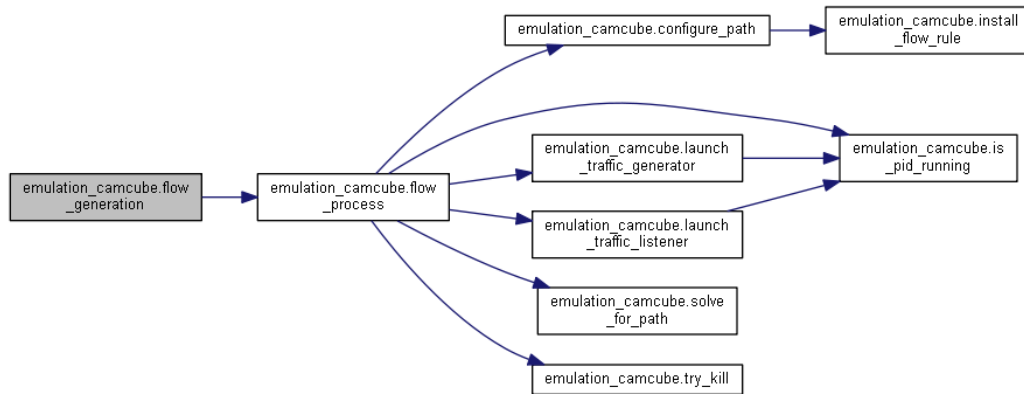 emulation_camcube.configure_path
emulation_camcube.install
_flow_rule
emulation_camcube.launch
_traffic_generator
emulation_camcube.is
_pid_running
emulation_camcube.flow
_generation
emulation_camcube.flow
_process
emulation_camcube.launch
_traffic_listener
emulation_camcube.solve
_for_path
emulation_camcube.try_kill